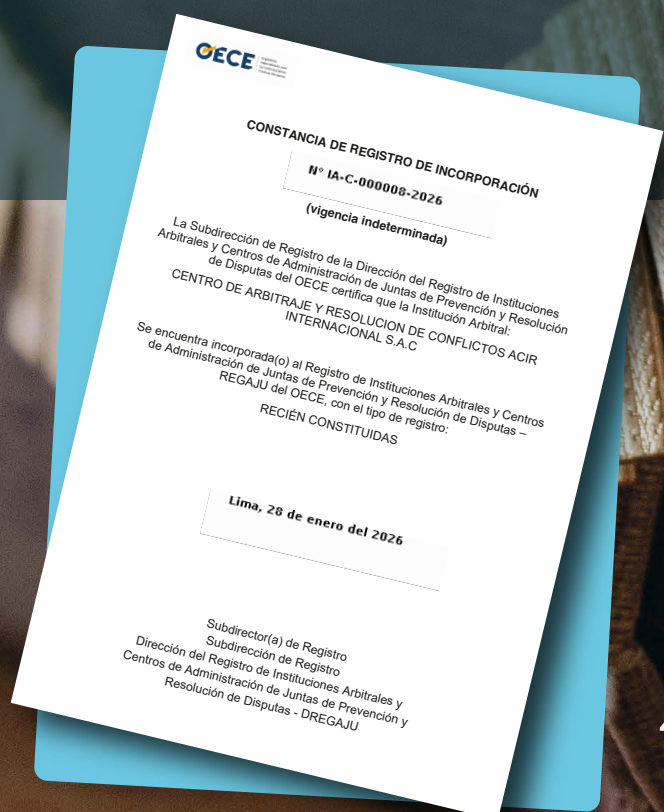 OECE
CONSTANCIA DE REGISTRO DE INCORPORACIÓN
N° IA-C-000008-2026
(vigencia indeterminada)
La Subdirección de Registro de la Dirección del Registro de Instituciones
Arbitrales y Centros de Administración de Juntas de Prevención y Resolución
de Disputas del OECE certifica que la Institución Arbitral:
CENTRO DE ARBITRAJE Y RESOLUCION DE CONFLICTOS ACIR
INTERNACIONAL S.A.C
Se encuentra incorporada(o) al Registro de Instituciones Arbitrales y Centros
de Administración de Juntas de Prevención y Resolución de Disputas –
REGAJU del OECE, con el tipo de registro:
RECIÉN CONSTITUIDAS
Lima, 28 de enero del 2026
Subdirector(a) de Registro
Subdirección de Registro
Dirección del Registro de Instituciones Arbitrales y
Centros de Administración de Juntas de Prevención y
Resolución de Disputas - DREGAJU